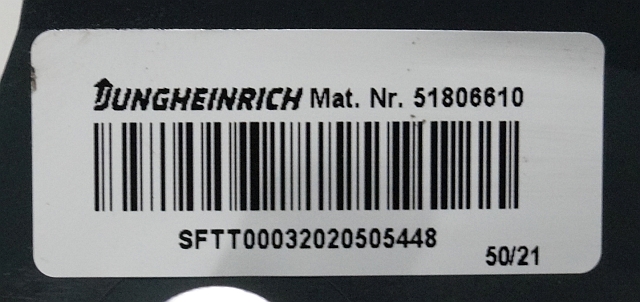 JUNGHEINRICH Mat. Nr. 51806610
SFTT00032020505448
50/21